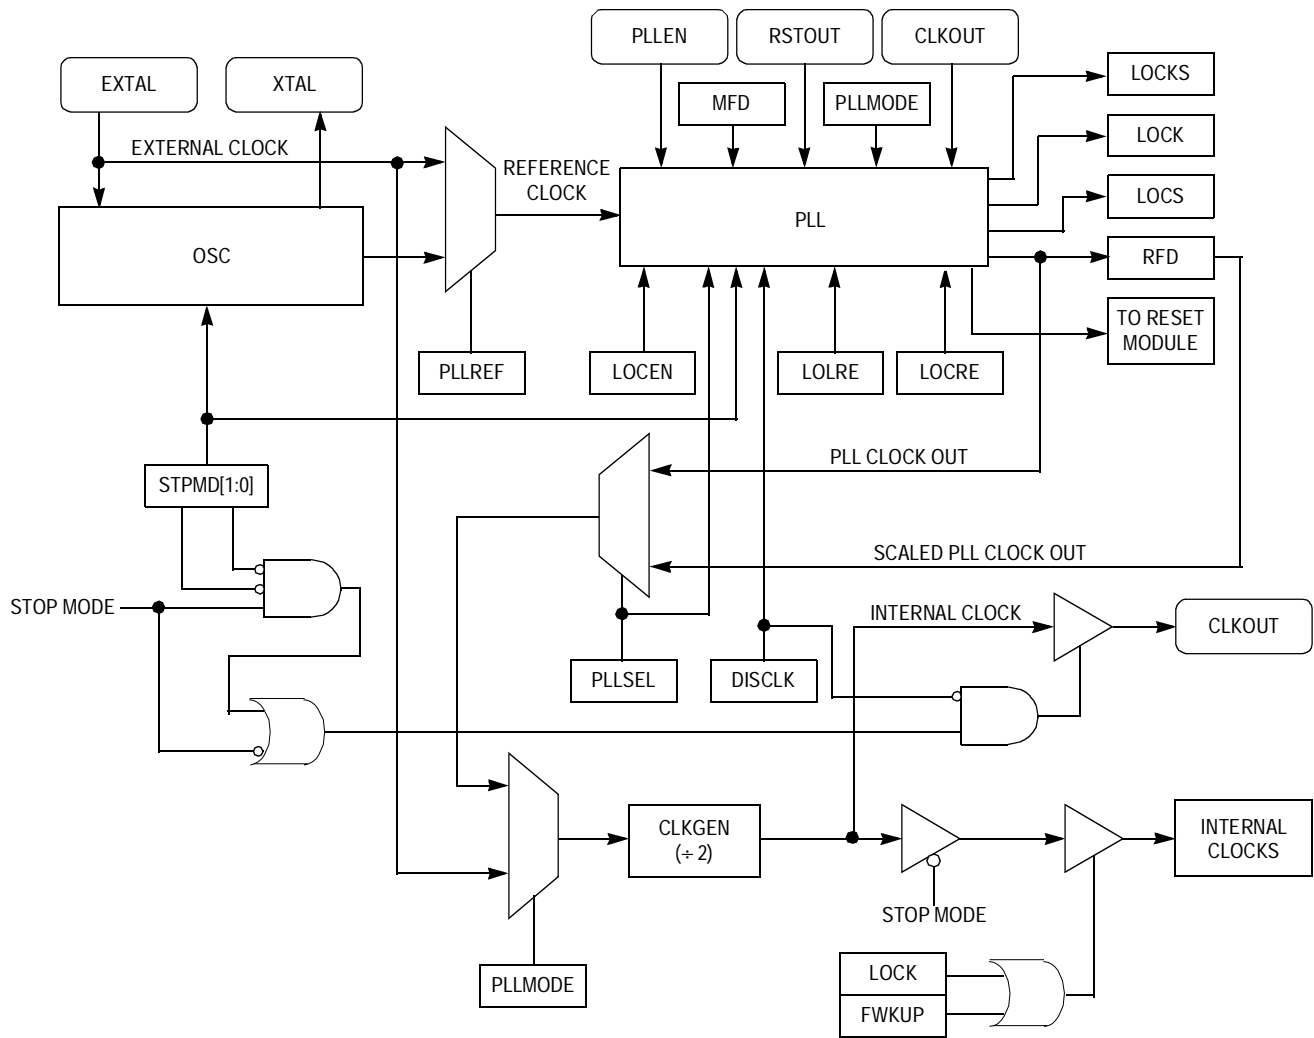 PLLEN
RSTOUT
CLKOUT
EXTAL
XTAL
MFD
PLLMODE
LOCKS
LOCK
LOCS
RFD
TO RESET
MODULE
EXTERNAL CLOCK
REFERENCE
CLOCK
OSC
PLL
PLLREF
LOCEN
LOLRE
LOCRE
STPMD[1:0]
PLL CLOCK OUT
SCALED PLL CLOCK OUT
STOP MODE
INTERNAL CLOCK
CLKOUT
PLLSEL
DISCLK
CLKGEN
(÷ 2)
INTERNAL
CLOCKS
STOP MODE
PLLMODE
LOCK
FWKUP